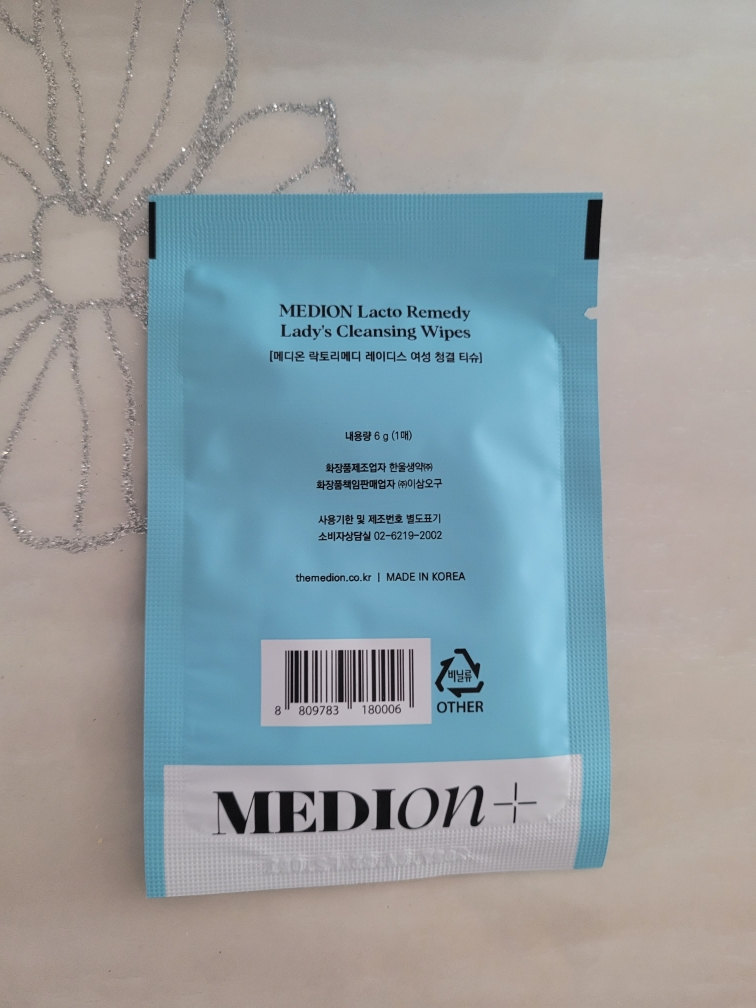 MEDION Lacto Remedy
Lady's Cleansing Wipes
[메디온 락토리메디 레이디스 여성 청결 티슈]
내용량 6 g (1매)
화장품제조업자 한울생약㈜
화장품책임판매업자 ㈜이삼오구
사용기한 및 제조번호 별도표기
소비자상담실 02-6219-2002
themedion.co.kr | MADE IN KOREA
8 809783 180006
비닐류
OTHER
MEDION+